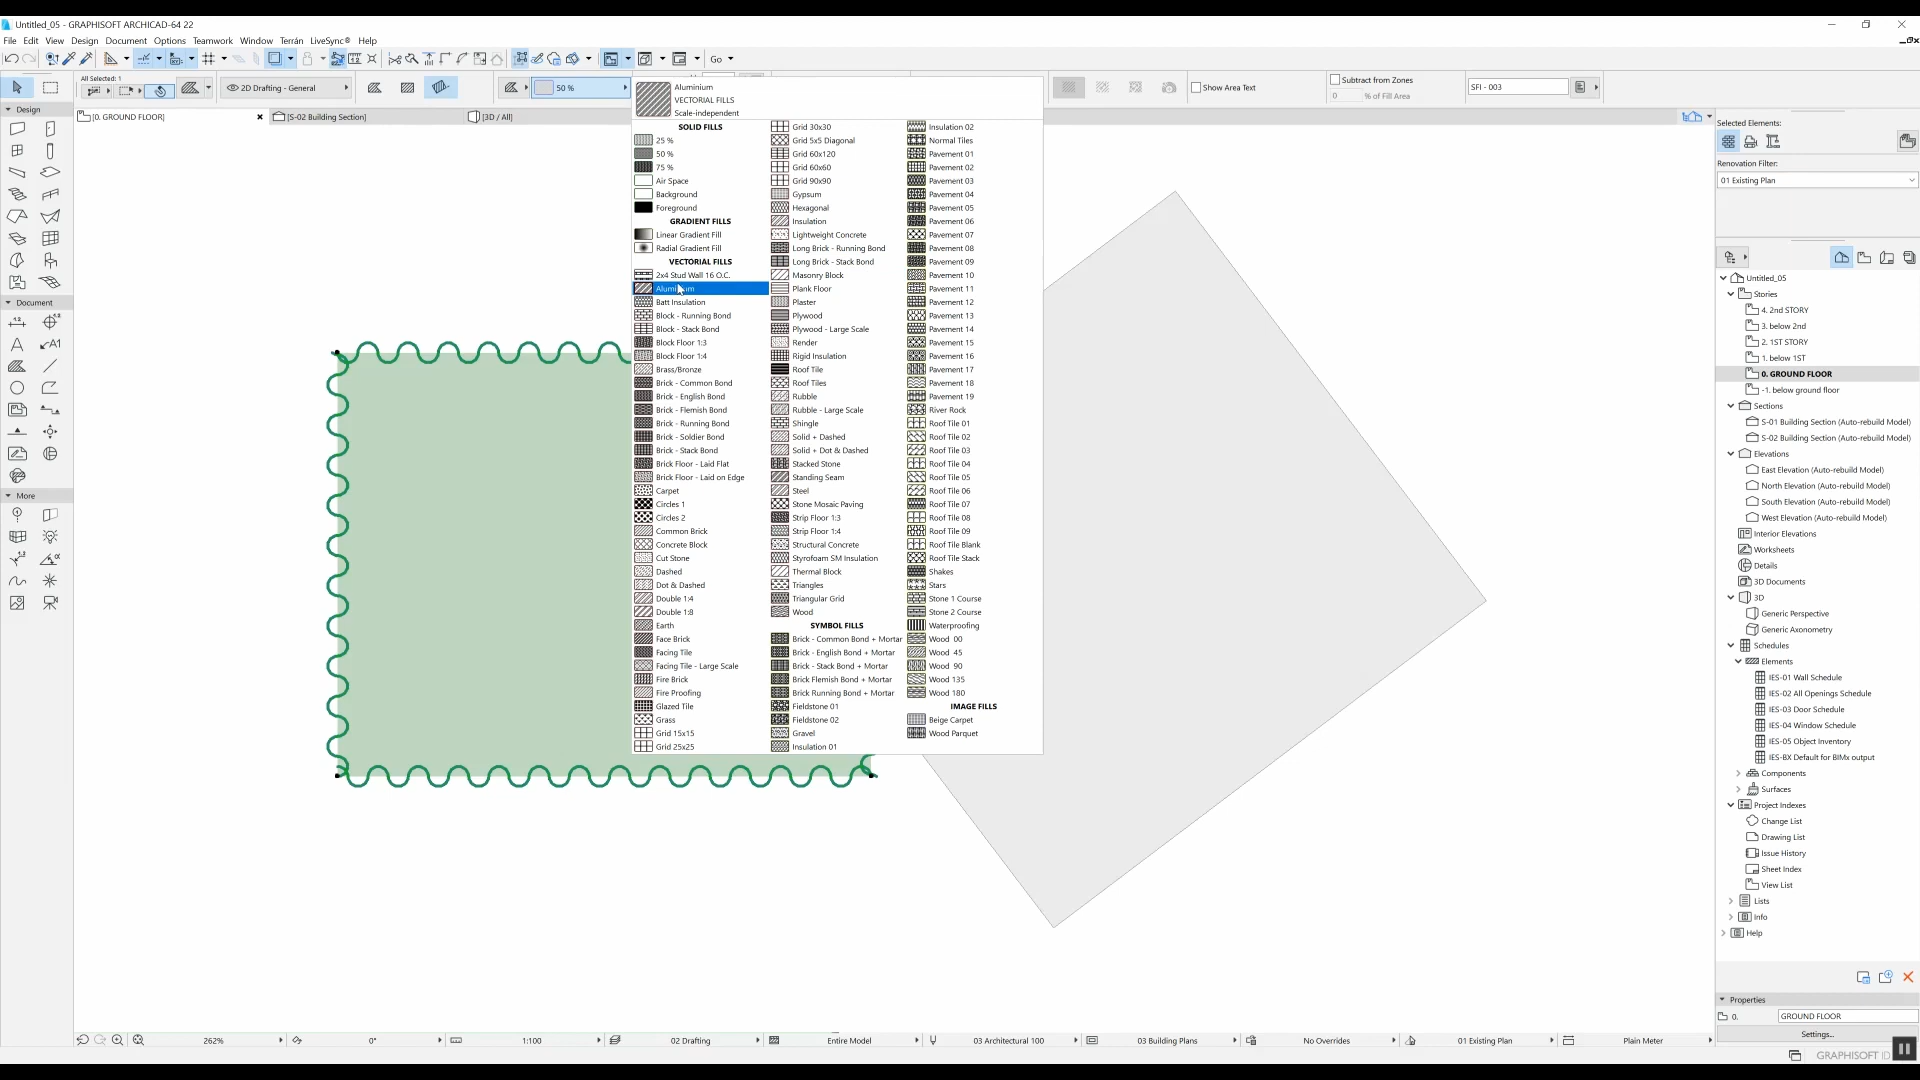 Untitled_05 - GRAPHISOFT ARCHICAD-64 22
File Edit View Design Document Options Teamwork Window Terrán LiveSync® Help
Go
All Selected: 1
2D Drafting - General
50 %
Show Area Text
Subtract from Zones
0 % of Fill Area
SFI - 003
[0. GROUND FLOOR]
[S-02 Building Section]
[3D / All]
Design
Document
More
Aluminium
VECTORIAL FILLS
Scale-independent
SOLID FILLS
25 %
50 %
75 %
Air Space
Background
Foreground
GRADIENT FILLS
Linear Gradient Fill
Radial Gradient Fill
VECTORIAL FILLS
2x4 Stud Wall 16 O.C.
Batt Insulation
Block - Running Bond
Block - Stack Bond
Block Floor 1:3
Block Floor 1:4
Brass/Bronze
Brick - Common Bond
Brick - English Bond
Brick - Flemish Bond
Brick - Running Bond
Brick - Soldier Bond
Brick - Stack Bond
Brick Floor - Laid Flat
Brick Floor - Laid on Edge
Carpet
Circles 1
Circles 2
Common Brick
Concrete Block
Cut Stone
Dashed
Dot & Dashed
Double 1:4
Double 1:8
Earth
Face Brick
Facing Tile
Facing Tile - Large Scale
Fire Brick
Fire Proofing
Glazed Tile
Grass
Grid 15x15
Grid 25x25
Grid 30x30
Grid 5x5 Diagonal
Grid 60x120
Grid 60x60
Grid 90x90
Gypsum
Hexagonal
Insulation
Lightweight Concrete
Long Brick - Running Bond
Long Brick - Stack Bond
Masonry Block
Plank Floor
Plaster
Plywood
Plywood - Large Scale
Render
Rigid Insulation
Roof Tile
Roof Tiles
Rubble
Rubble - Large Scale
Shingle
Solid + Dashed
Solid + Dot & Dashed
Stacked Stone
Standing Seam
Steel
Stone Mosaic Paving
Strip Floor 1:3
Strip Floor 1:4
Structural Concrete
Styrofoam SM Insulation
Thermal Block
Triangles
Triangular Grid
Wood
SYMBOL FILLS
Brick - Common Bond + Mortar
Brick - English Bond + Mortar
Brick - Stack Bond + Mortar
Brick Flemish Bond + Mortar
Brick Running Bond + Mortar
Fieldstone 01
Fieldstone 02
Gravel
Insulation 01
Insulation 02
Normal Tiles
Pavement 01
Pavement 02
Pavement 03
Pavement 04
Pavement 05
Pavement 06
Pavement 07
Pavement 08
Pavement 09
Pavement 10
Pavement 11
Pavement 12
Pavement 13
Pavement 14
Pavement 15
Pavement 16
Pavement 17
Pavement 18
Pavement 19
River Rock
Roof Tile 01
Roof Tile 02
Roof Tile 03
Roof Tile 04
Roof Tile 05
Roof Tile 06
Roof Tile 07
Roof Tile 08
Roof Tile 09
Roof Tile Blank
Roof Tile Stack
Shakes
Stars
Stone 1 Course
Stone 2 Course
Waterproofing
Wood 00
Wood 45
Wood 90
Wood 135
Wood 180
IMAGE FILLS
Beige Carpet
Wood Parquet
Selected Elements:
Renovation Filter:
01 Existing Plan
Untitled_05
Stories
4. 2nd STORY
3. below 2nd
2. 1ST STORY
1. below 1ST
0. GROUND FLOOR
-1. below ground floor
Sections
S-01 Building Section (Auto-rebuild Model)
S-02 Building Section (Auto-rebuild Model)
Elevations
East Elevation (Auto-rebuild Model)
North Elevation (Auto-rebuild Model)
South Elevation (Auto-rebuild Model)
West Elevation (Auto-rebuild Model)
Interior Elevations
Worksheets
Details
3D Documents
3D
Generic Perspective
Generic Axonometry
Schedules
Elements
IES-01 Wall Schedule
IES-02 All Openings Schedule
IES-03 Door Schedule
IES-04 Window Schedule
IES-05 Object Inventory
IES-BX Default for BIMx output
Components
Surfaces
Project Indexes
Change List
Drawing List
Issue History
Sheet Index
View List
Lists
Info
Help
Properties
0. GROUND FLOOR
Settings...
262% 0° 1:100 02 Drafting Entire Model 03 Architectural 100 03 Building Plans No Overrides 01 Existing Plan Plain Meter
GRAPHISOFT ID